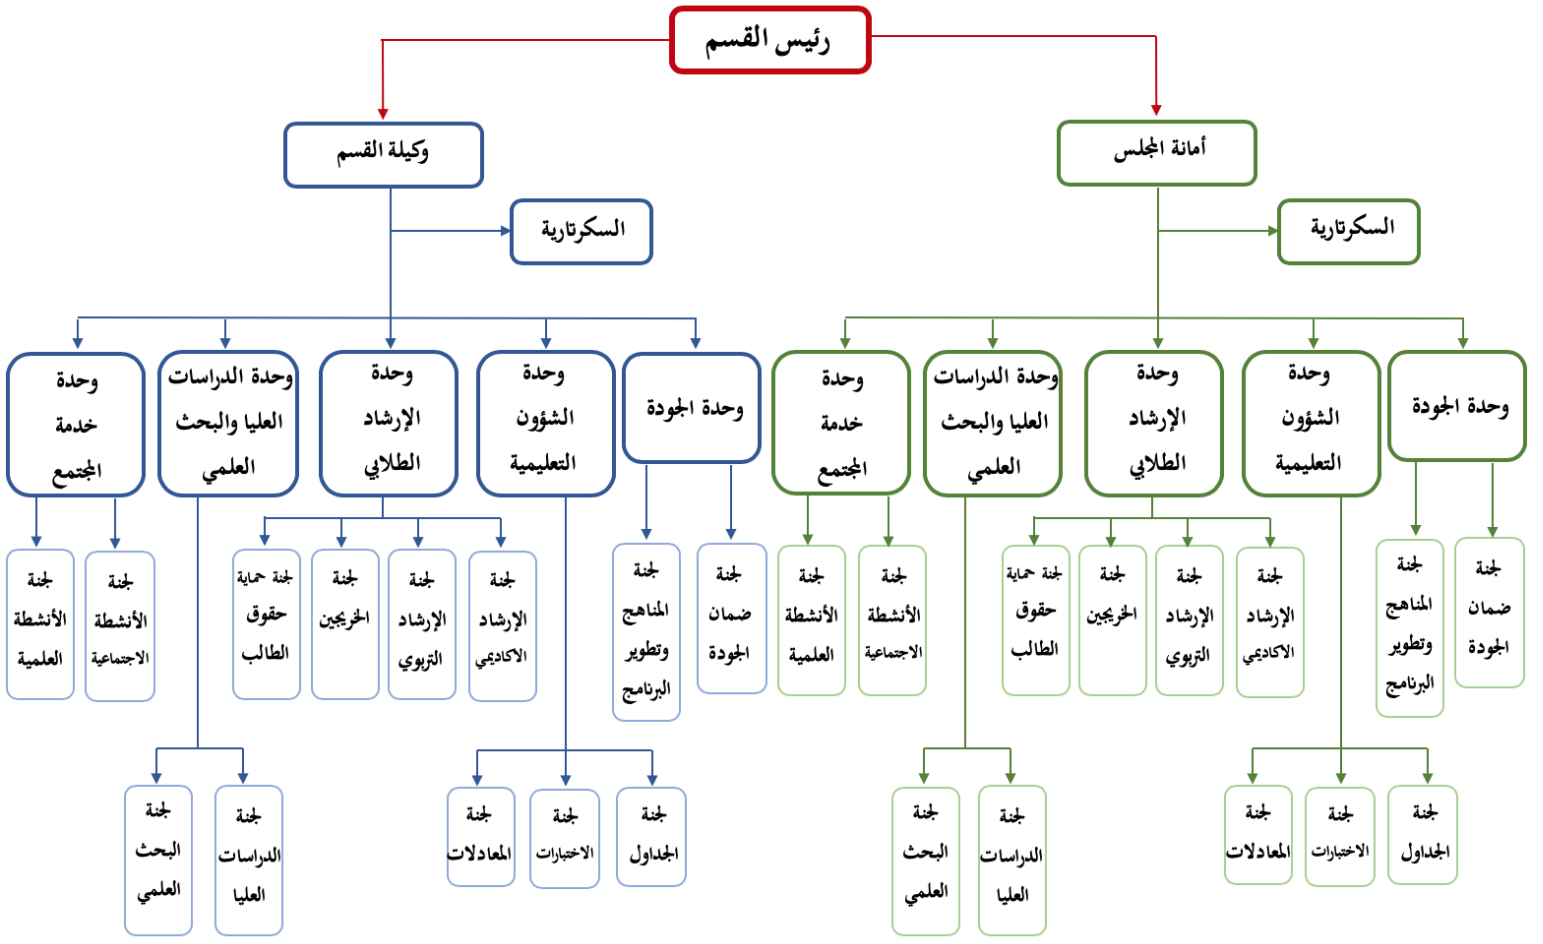 رئيس القسم
أمانة المجلس
وكيلة القسم
السكرتارية
السكرتارية
وحدة الجودة
وحدة
الشؤون
التعليمية
وحدة
الإرشاد
الطلابي
وحدة الدراسات
العليا والبحث
العلمي
وحدة
خدمة
المجتمع
وحدة الجودة
وحدة
الشؤون
التعليمية
وحدة
الإرشاد
الطلابي
وحدة الدراسات
العليا والبحث
العلمي
وحدة
خدمة
المجتمع
لجنة
ضمان
الجودة
لجنة
المناهج
وتطوير
البرنامج
لجنة
الإرشاد
الاكاديمي
لجنة
الإرشاد
التربوي
لجنة
الخريجين
لجنة حماية
حقوق
الطالب
لجنة
الأنشطة
الاجتماعية
لجنة
الأنشطة
العلمية
لجنة
ضمان
الجودة
لجنة
المناهج
وتطوير
البرنامج
لجنة
الإرشاد
الاكاديمي
لجنة
الإرشاد
التربوي
لجنة
الخريجين
لجنة حماية
حقوق
الطالب
لجنة
الأنشطة
الاجتماعية
لجنة
الأنشطة
العلمية
لجنة
الجداول
لجنة
الاختبارات
لجنة
المعادلات
لجنة
الدراسات
العليا
لجنة
البحث
العلمي
لجنة
الجداول
لجنة
الاختبارات
لجنة
المعادلات
لجنة
الدراسات
العليا
لجنة
البحث
العلمي